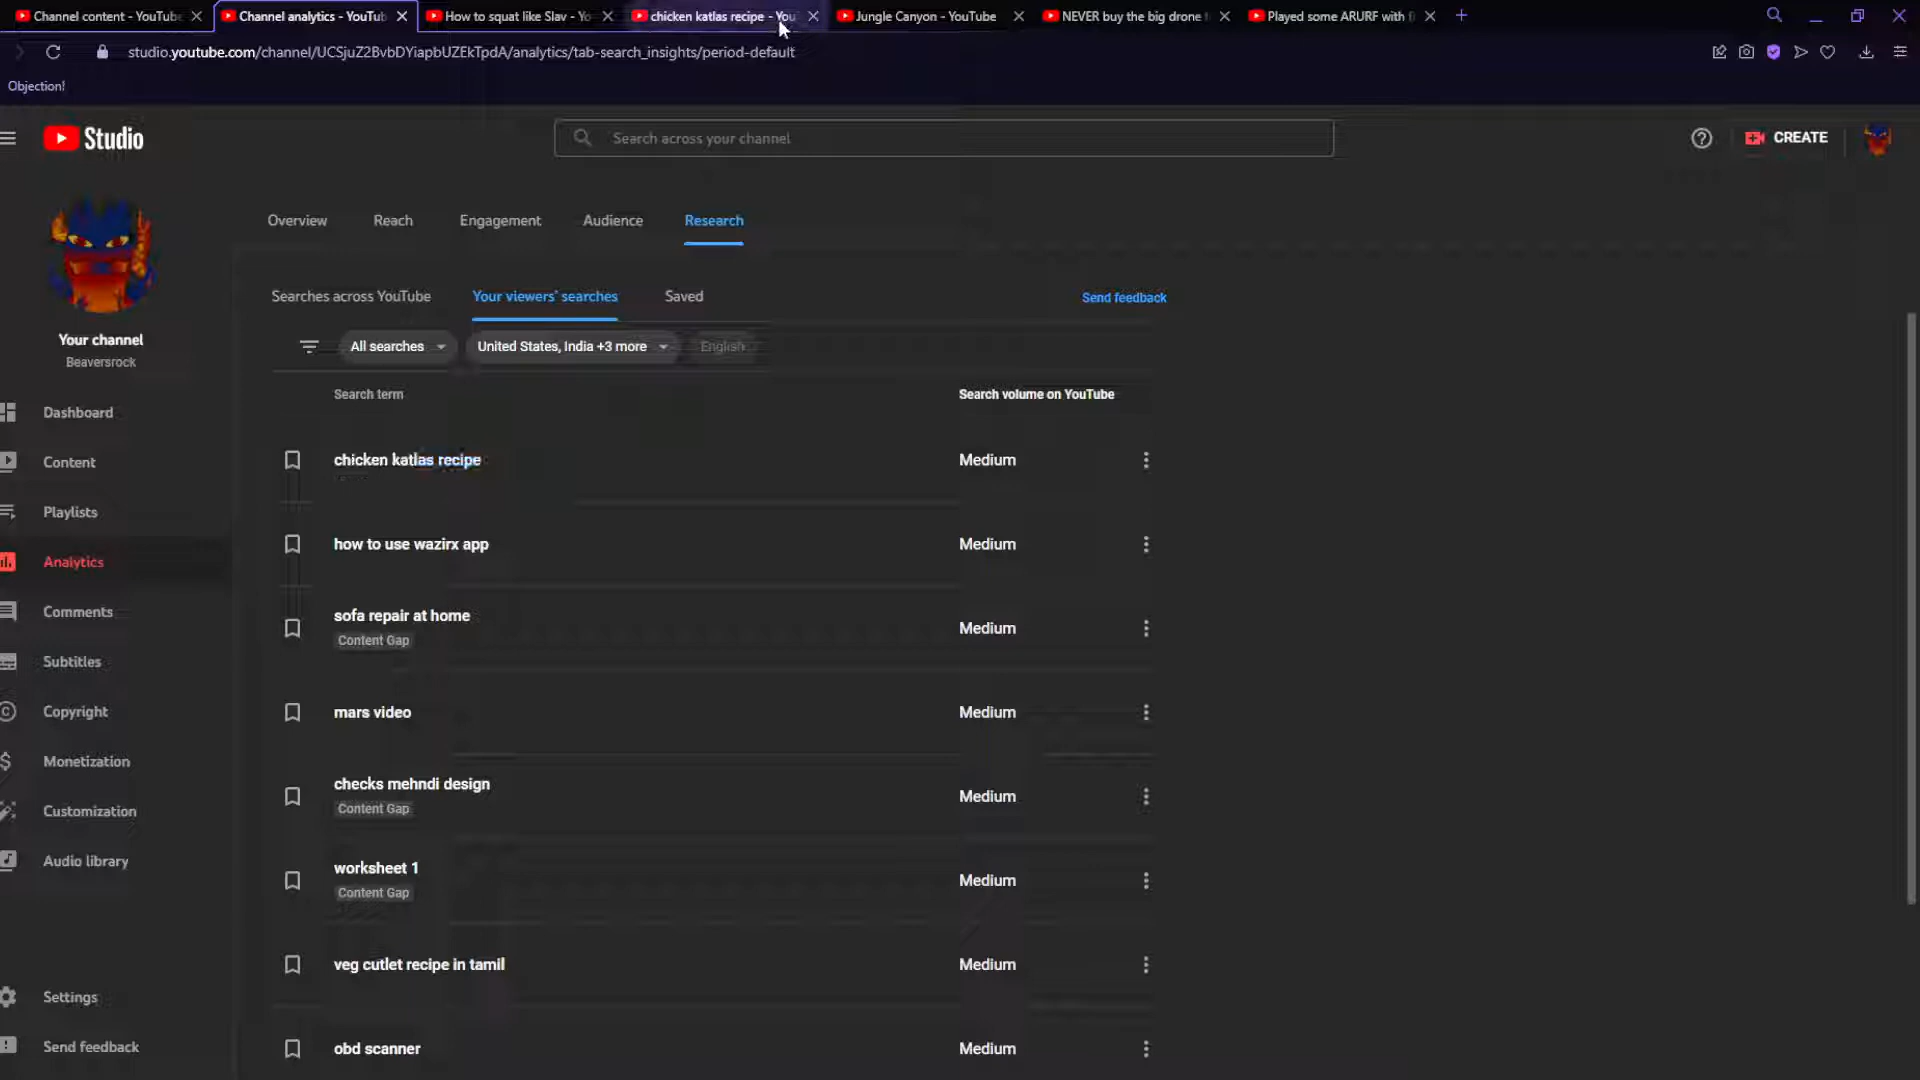 Channel content - YouTube
Channel analytics - YouTub
How to squat like Slav - Yo
chicken katlas recipe - You
Jungle Canyon - YouTube
NEVER buy the big drone
Played some ARURF with
studio.youtube.com/channel/UCSjuZ2BvbDYiapbUZEkTpdA/analytics/tab-search_insights/period-default
Objection!
Studio
Search across your channel
CREATE
Overview
Reach
Engagement
Audience
Research
Searches across YouTube
Your viewers' searches
Saved
Send feedback
All searches
United States, India +3 more
English
Your channel
Beaversrock
Search term
Search volume on YouTube
Dashboard
Content
Playlists
Analytics
Comments
Subtitles
Copyright
Monetization
Customization
Audio library
Settings
Send feedback
chicken katlas recipe
Medium
how to use wazirx app
Medium
sofa repair at home
Content Gap
Medium
mars video
Medium
checks mehndi design
Content Gap
Medium
worksheet 1
Content Gap
Medium
veg cutlet recipe in tamil
Medium
obd scanner
Medium